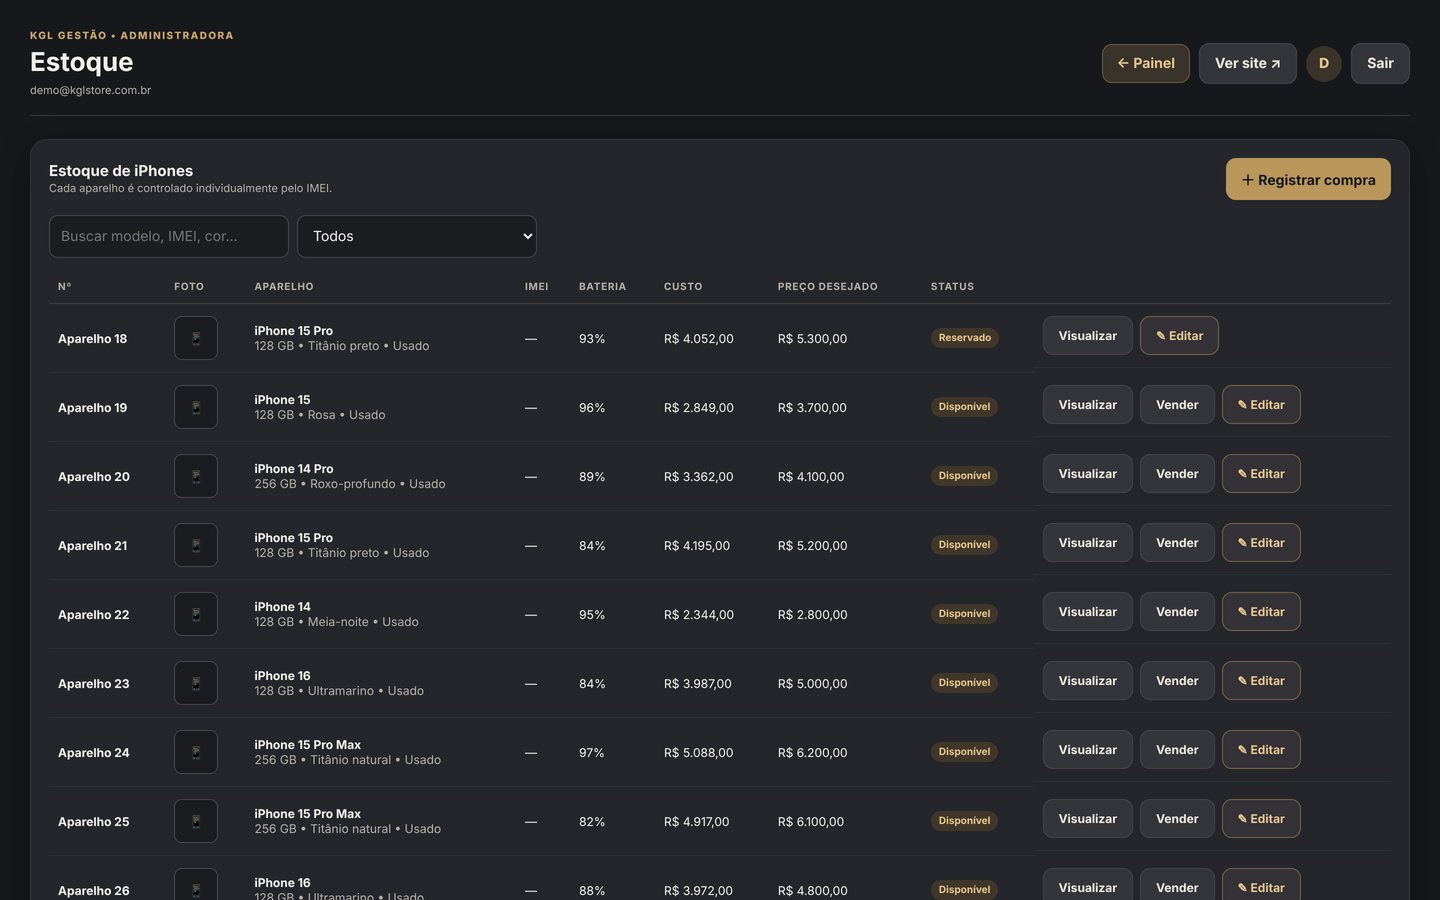 KGL GESTÃO • ADMINISTRADORA
Estoque
demo@kglstore.com.br
← Painel
Ver site ↗
D
Sair
Estoque de iPhones
Cada aparelho é controlado individualmente pelo IMEI.
+ Registrar compra
Buscar modelo, IMEI, cor...
Todos
Nº FOTO APARELHO IMEI BATERIA CUSTO PREÇO DESEJADO STATUS
Aparelho 18 iPhone 15 Pro — 93% R$ 4.052,00 R$ 5.300,00 Reservado Visualizar ✎ Editar
128 GB • Titânio preto • Usado
Aparelho 19 iPhone 15 — 96% R$ 2.849,00 R$ 3.700,00 Disponível Visualizar Vender ✎ Editar
128 GB • Rosa • Usado
Aparelho 20 iPhone 14 Pro — 89% R$ 3.362,00 R$ 4.100,00 Disponível Visualizar Vender ✎ Editar
256 GB • Roxo-profundo • Usado
Aparelho 21 iPhone 15 Pro — 84% R$ 4.195,00 R$ 5.200,00 Disponível Visualizar Vender ✎ Editar
128 GB • Titânio preto • Usado
Aparelho 22 iPhone 14 — 95% R$ 2.344,00 R$ 2.800,00 Disponível Visualizar Vender ✎ Editar
128 GB • Meia-noite • Usado
Aparelho 23 iPhone 16 — 84% R$ 3.987,00 R$ 5.000,00 Disponível Visualizar Vender ✎ Editar
128 GB • Ultramarino • Usado
Aparelho 24 iPhone 15 Pro Max — 97% R$ 5.088,00 R$ 6.200,00 Disponível Visualizar Vender ✎ Editar
256 GB • Titânio natural • Usado
Aparelho 25 iPhone 15 Pro Max — 82% R$ 4.917,00 R$ 6.100,00 Disponível Visualizar Vender ✎ Editar
256 GB • Titânio natural • Usado
Aparelho 26 iPhone 16 — 88% R$ 3.972,00 R$ 4.800,00 Disponível Visualizar Vender ✎ Editar
128 GB • Ultramarino • Usado